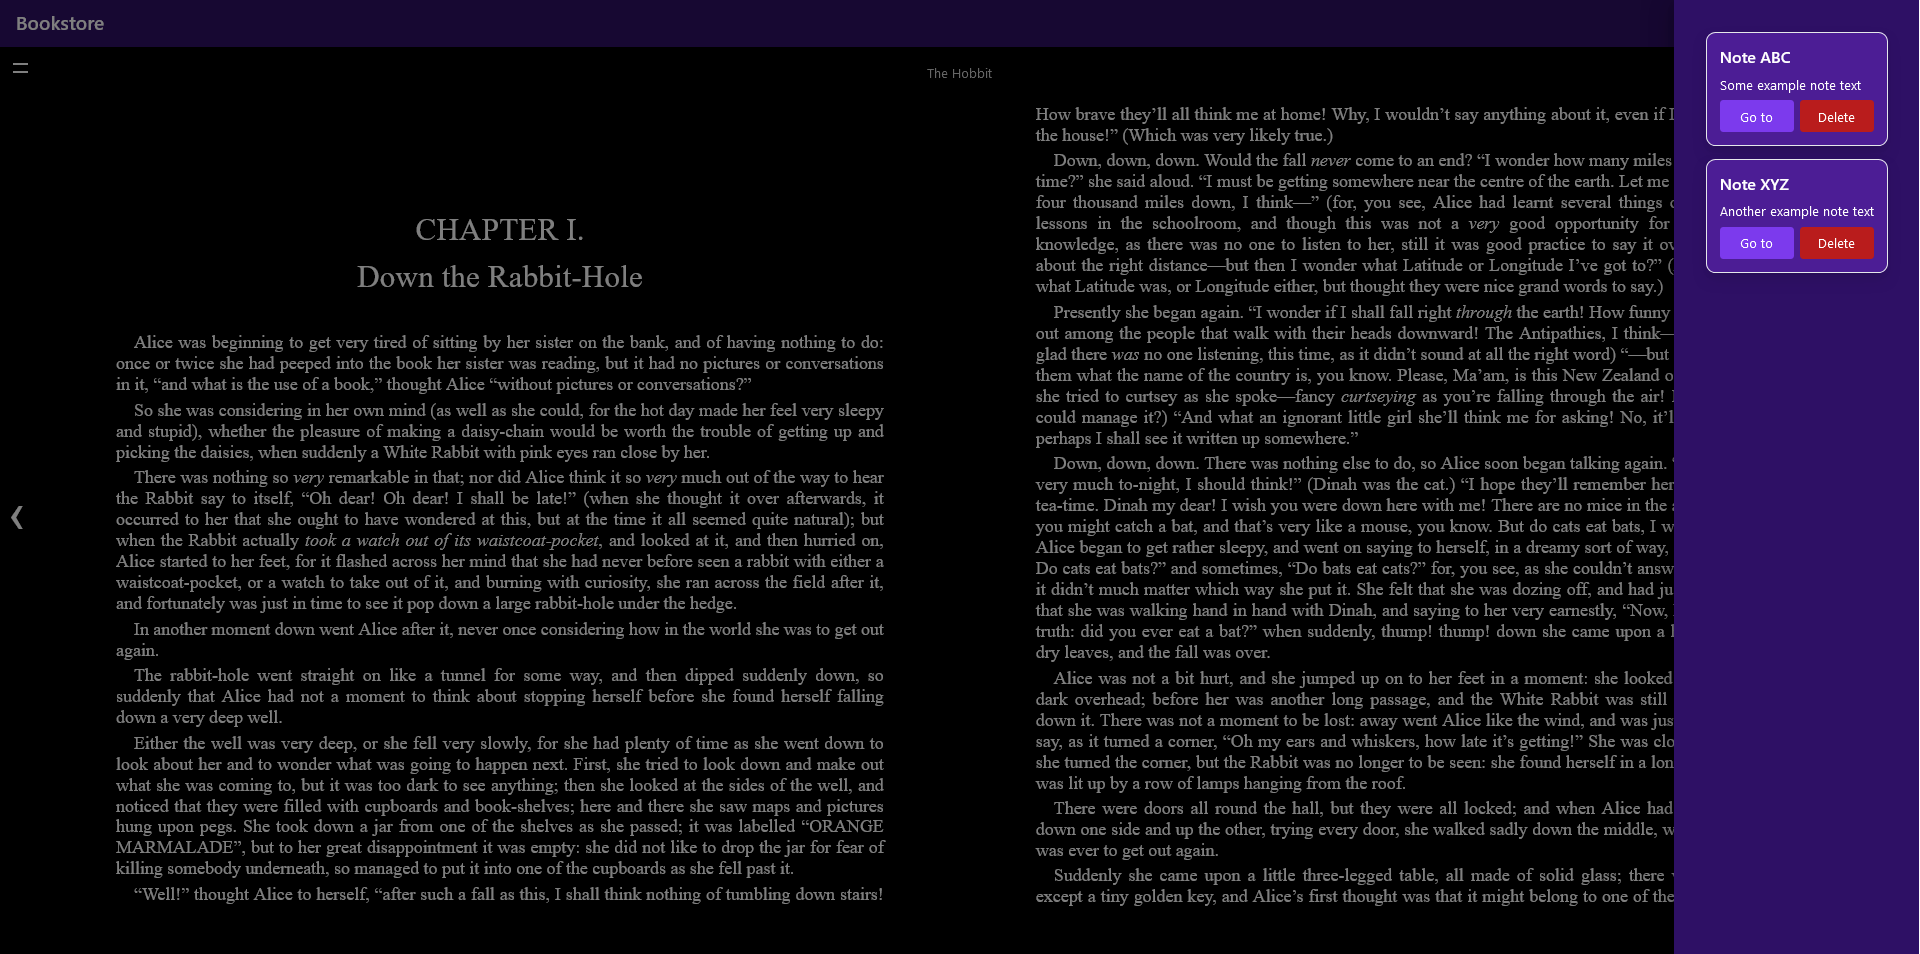 Bookstore
The Hobbit
CHAPTER I.
Down the Rabbit-Hole
Alice was beginning to get very tired of sitting by her sister on the bank, and of having nothing to do:
once or twice she had peeped into the book her sister was reading, but it had no pictures or conversations
in it, “and what is the use of a book,” thought Alice “without pictures or conversations?”
So she was considering in her own mind (as well as she could, for the hot day made her feel very sleepy
and stupid), whether the pleasure of making a daisy-chain would be worth the trouble of getting up and
picking the daisies, when suddenly a White Rabbit with pink eyes ran close by her.
There was nothing so very remarkable in that; nor did Alice think it so very much out of the way to hear
the Rabbit say to itself, “Oh dear! Oh dear! I shall be late!” (when she thought it over afterwards, it
occurred to her that she ought to have wondered at this, but at the time it all seemed quite natural); but
when the Rabbit actually took a watch out of its waistcoat-pocket, and looked at it, and then hurried on,
Alice started to her feet, for it flashed across her mind that she had never before seen a rabbit with either a
waistcoat-pocket, or a watch to take out of it, and burning with curiosity, she ran across the field after it,
and fortunately was just in time to see it pop down a large rabbit-hole under the hedge.
In another moment down went Alice after it, never once considering how in the world she was to get out
again.
The rabbit-hole went straight on like a tunnel for some way, and then dipped suddenly down, so
suddenly that Alice had not a moment to think about stopping herself before she found herself falling
down a very deep well.
Either the well was very deep, or she fell very slowly, for she had plenty of time as she went down to
look about her and to wonder what was going to happen next. First, she tried to look down and make out
what she was coming to, but it was too dark to see anything; then she looked at the sides of the well, and
noticed that they were filled with cupboards and book-shelves; here and there she saw maps and pictures
hung upon pegs. She took down a jar from one of the shelves as she passed; it was labelled “ORANGE
MARMALADE”, but to her great disappointment it was empty: she did not like to drop the jar for fear of
killing somebody underneath, so managed to put it into one of the cupboards as she fell past it.
“Well!” thought Alice to herself, “after such a fall as this, I shall think nothing of tumbling down stairs!
How brave they’ll all think me at home! Why, I wouldn’t say anything about it, even if I
the house!” (Which was very likely true.)
Down, down, down. Would the fall never come to an end? “I wonder how many miles
time?” she said aloud. “I must be getting somewhere near the centre of the earth. Let me
four thousand miles down, I think—” (for, you see, Alice had learnt several things
lessons in the schoolroom, and though this was not a very good opportunity for
knowledge, as there was no one to listen to her, still it was good practice to say it
about the right distance—but then I wonder what Latitude or Longitude I’ve got to?”
what Latitude was, or Longitude either, but thought they were nice grand words to say.)
Presently she began again. “I wonder if I shall fall right through the earth! How funny
out among the people that walk with their heads downward! The Antipathies, I think—
glad there was no one listening, this time, as it didn’t sound at all the right word) “—but
them what the name of the country is, you know. Please, Ma’am, is this New Zealand
she tried to curtsey as she spoke—fancy curtseying as you’re falling through the air!
could manage it?) “And what an ignorant little girl she’ll think me for asking! No,
perhaps I shall see it written up somewhere.”
Down, down, down. There was nothing else to do, so Alice soon began talking again.
very much to-night, I should think!” (Dinah was the cat.) “I hope they’ll remember her
tea-time. Dinah my dear! I wish you were down here with me! There are no mice in the
you might catch a bat, and that’s very like a mouse, you know. But do cats eat bats, I
Alice began to get rather sleepy, and went on saying to herself, in a dreamy sort of way,
Do cats eat bats?” and sometimes, “Do bats eat cats?” for, you see, as she couldn’t
it didn’t much matter which way she put it. She felt that she was dozing off, and had
that she was walking hand in hand with Dinah, and saying to her very earnestly, “Now,
truth: did you ever eat a bat?” when suddenly, thump! thump! down she came upon a
dry leaves, and the fall was over.
Alice was not a bit hurt, and she jumped up on to her feet in a moment: she looked
dark overhead; before her was another long passage, and the White Rabbit was still
down it. There was not a moment to be lost: away went Alice like the wind, and was
say, as it turned a corner, “Oh my ears and whiskers, how late it’s getting!” She was
she turned the corner, but the Rabbit was no longer to be seen: she found herself in a
was lit up by a row of lamps hanging from the roof.
There were doors all round the hall, but they were all locked; and when Alice had
down one side and up the other, trying every door, she walked sadly down the middle,
was ever to get out again.
Suddenly she came upon a little three-legged table, all made of solid glass; there
except a tiny golden key, and Alice’s first thought was that it might belong to one of the
Note ABC
Some example note text
Go to Delete
Note XYZ
Another example note text
Go to Delete